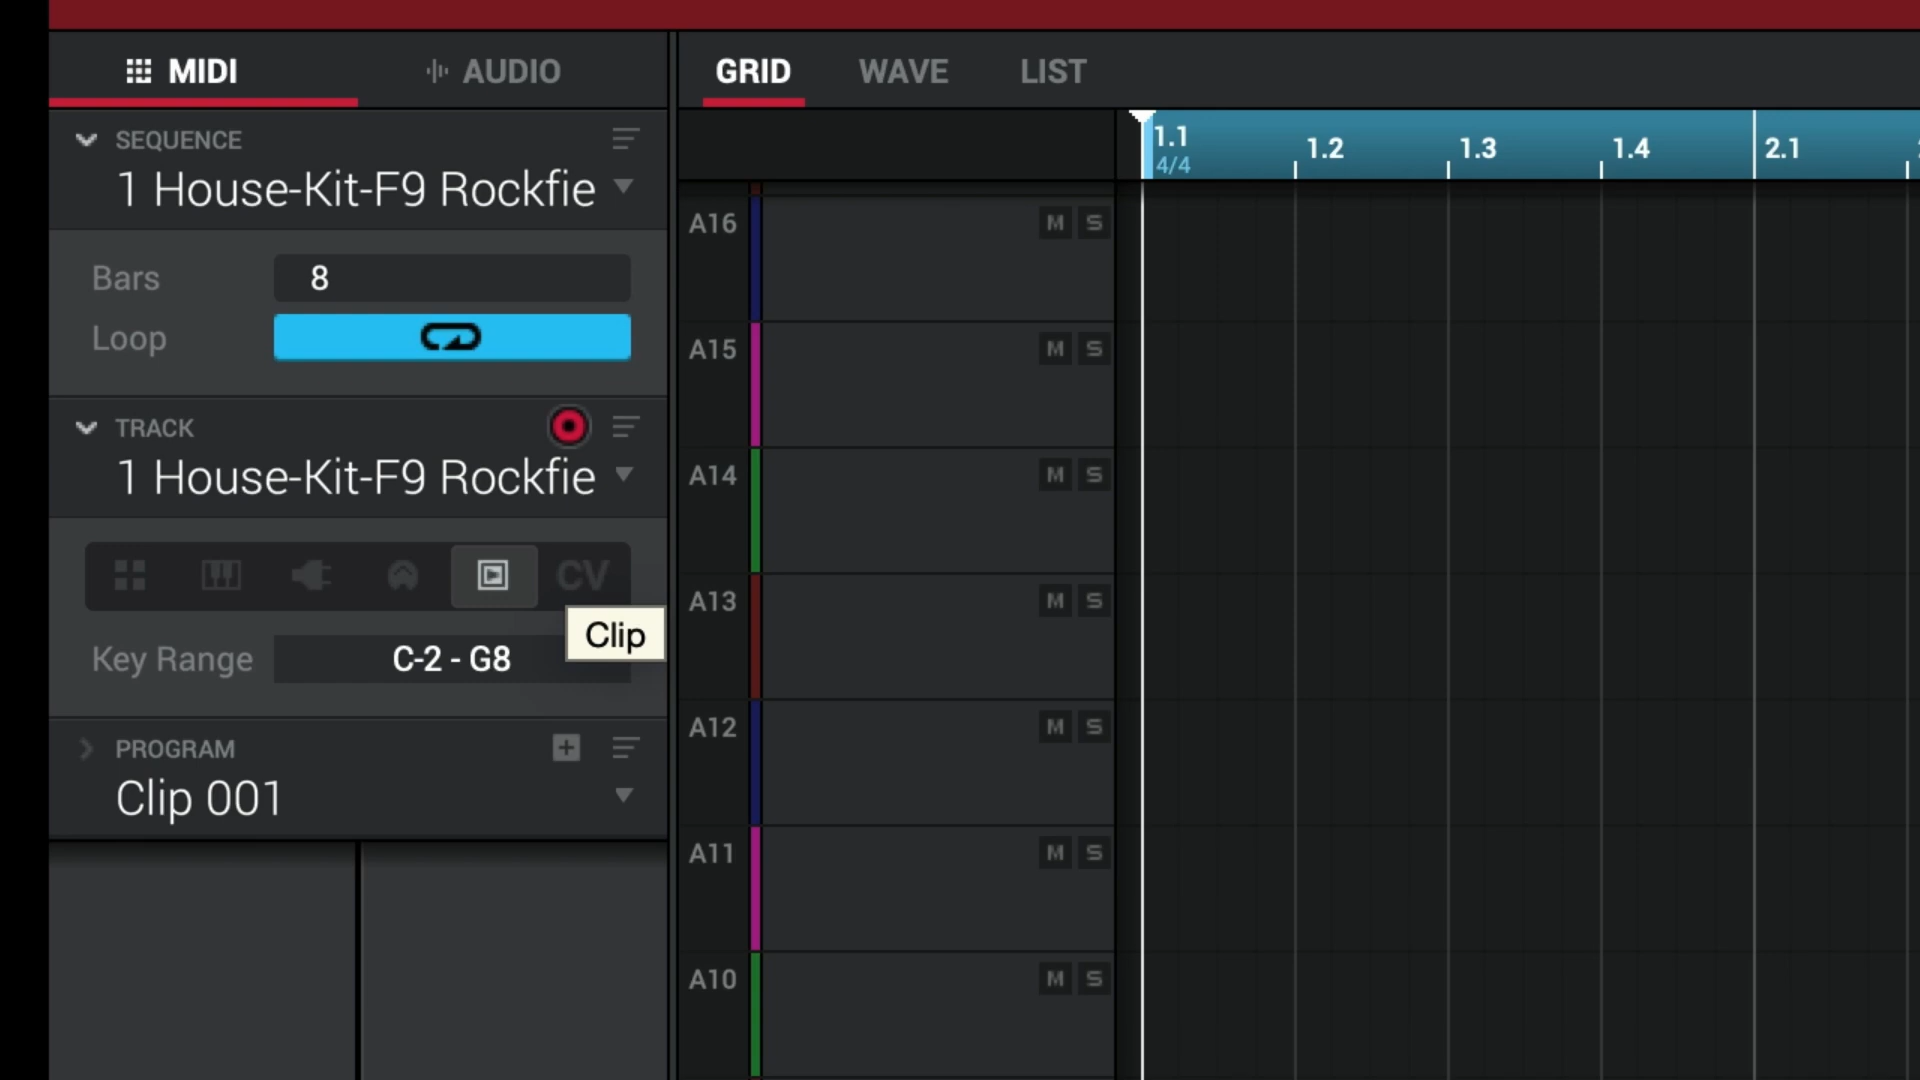 MIDI
AUDIO
GRID
WAVE
LIST
SEQUENCE
1 House-Kit-F9 Rockfie
Bars
8
Loop
TRACK
1 House-Kit-F9 Rockfie
CV
Clip
Key Range
C-2 - G8
PROGRAM
Clip 001
1.1
4/4
1.2
1.3
1.4
2.1
A16 M S
A15 M S
A14 M S
A13 M S
A12 M S
A11 M S
A10 M S